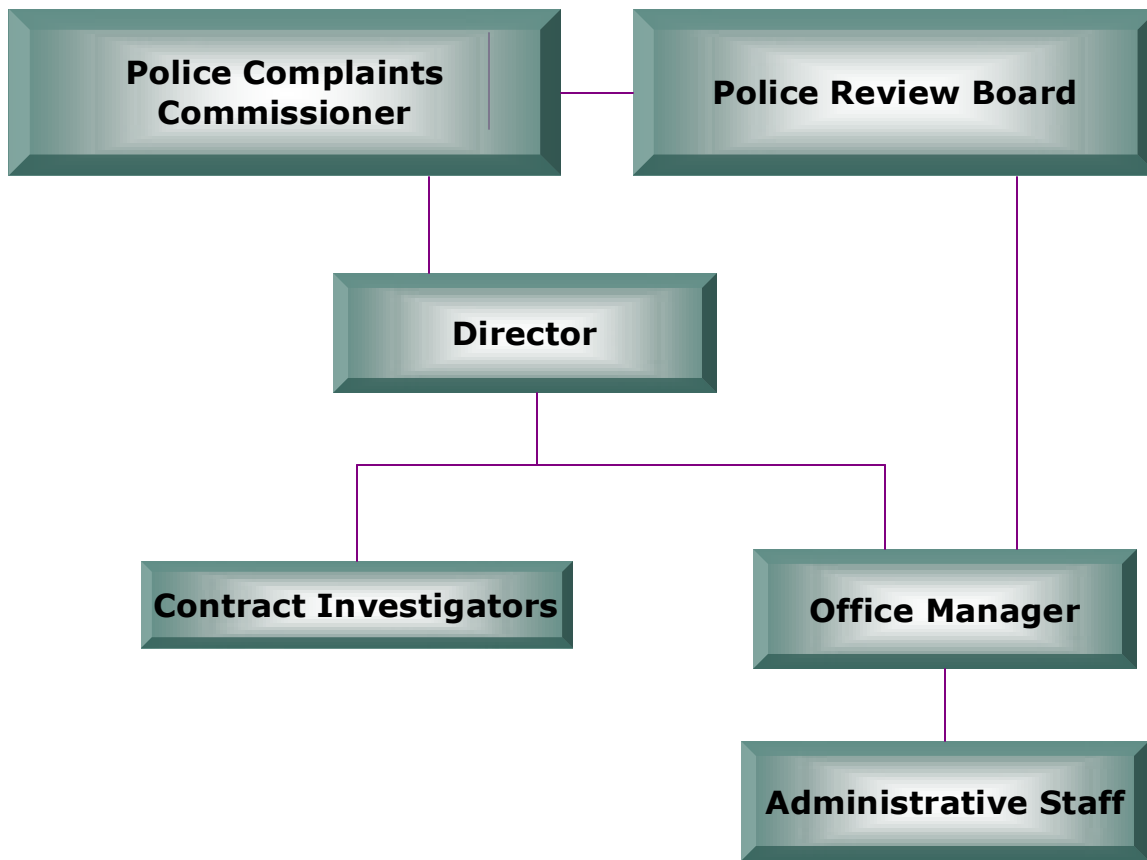 Police Complaints
Commissioner
Police Review Board
Director
Contract Investigators
Office Manager
Administrative Staff